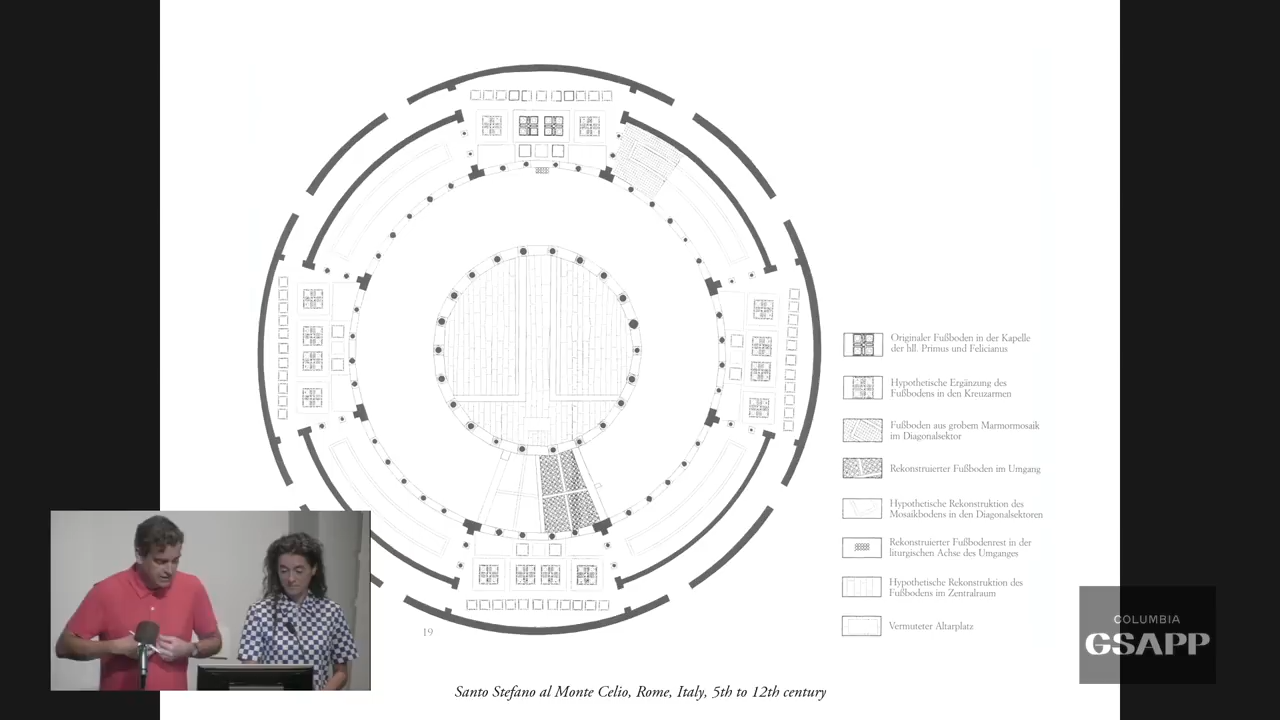 Originaler Fußboden in der Kapelle
der hll. Primus und Felicianus
Hypothetische Ergänzung des
Fußbodens in den Kreuzarmen
Fußboden aus grobem Marmormosaik
im Diagonalsektor
Rekonstruierter Fußboden im Umgang
Hypothetische Rekonstruktion des
Mosaikbodens in den Diagonalsektoren
Rekonstruierter Fußbodenrest in der
liturgischen Achse des Umganges
Hypothetische Rekonstruktion des
Fußbodens im Zentralraum
Vermuteter Altarplatz
19
Santo Stefano al Monte Celio, Rome, Italy, 5th to 12th century
COLUMBIA
GSAPP